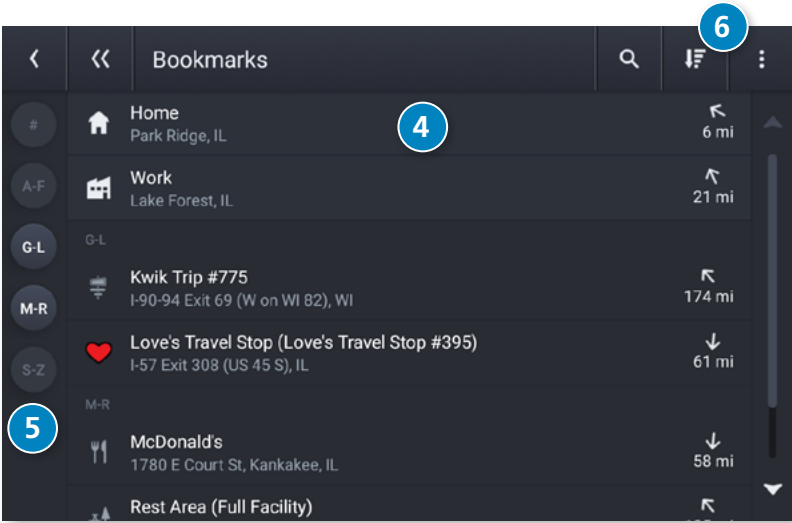 6
Bookmarks
#
A-F
G-L
M-R
S-Z
5
4
Home
Park Ridge, IL
6 mi
Work
Lake Forest, IL
21 mi
G-L
Kwik Trip #775
I-90-94 Exit 69 (W on WI 82), WI
174 mi
Love's Travel Stop (Love's Travel Stop #395)
I-57 Exit 308 (US 45 S), IL
61 mi
M-R
McDonald's
1780 E Court St, Kankakee, IL
58 mi
Rest Area (Full Facility)